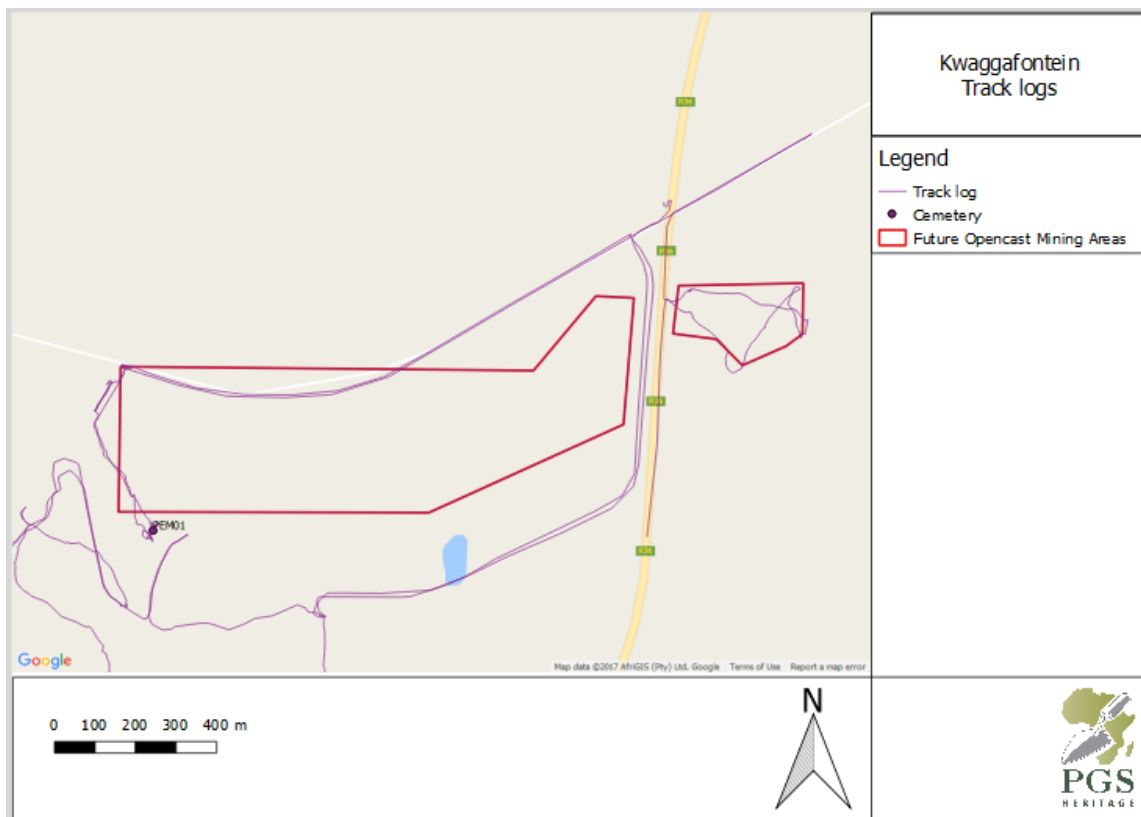 Kwaggafontein
Track logs
Legend
Track log
Cemetery
Future Opencast Mining Areas
R36
R36
R36
R36
Google
Map data ©2017 AfriGIS (Pty) Ltd, Google Terms of Use Report a map error
0 100 200 300 400 m
N
PGS
HERITAGE